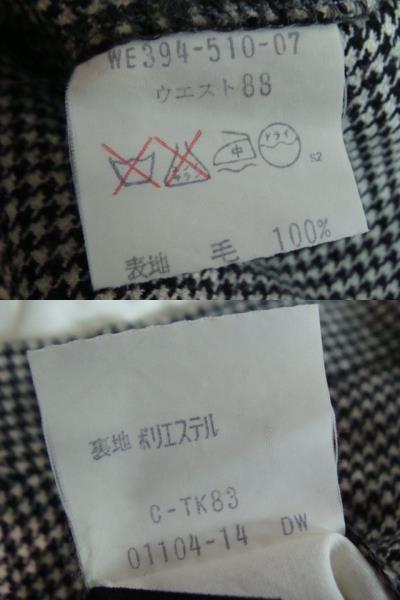 WE394-510-07
ウエスト88
中 ドライ
S2
表地 毛 100%
裏地 ポリエステル
C-TK83
01104-14 DW